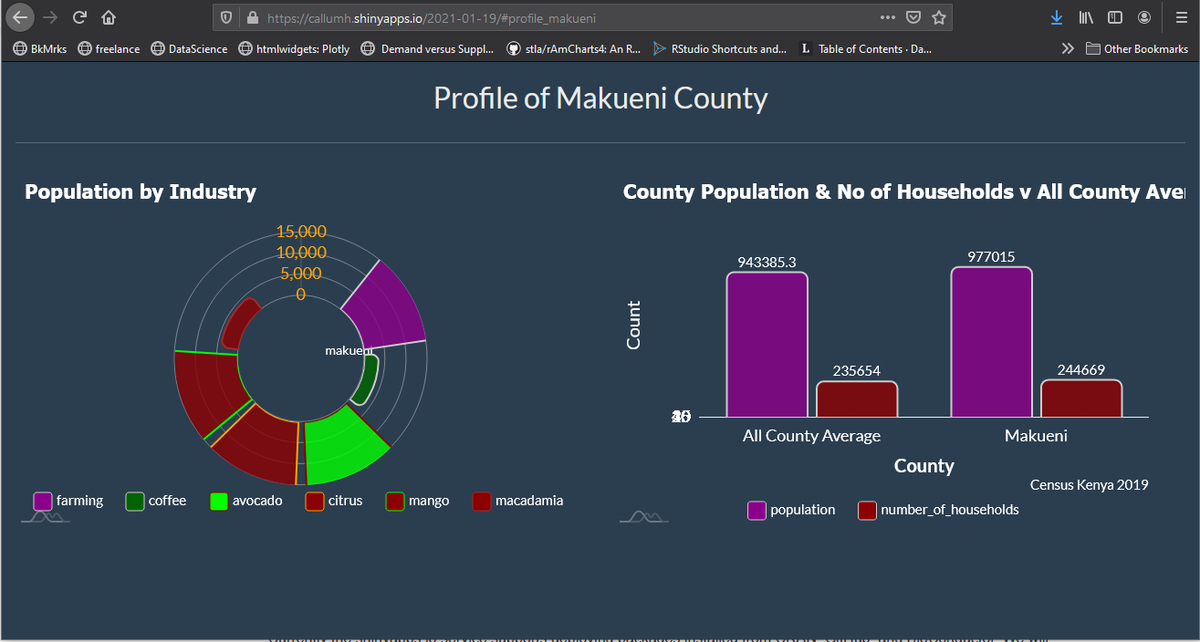 https://callumh.shinyapps.io/2021-01-19/#profile_makueni
BkMrks
freelance
DataScience
htmlwidgets: Plotly
Demand versus Suppl...
stla/rAmCharts4: An R...
RStudio Shortcuts and...
L Table of Contents · Da...
Other Bookmarks
Profile of Makueni County
Population by Industry
15,000
10,000
5,000
0
makueni
farming
coffee
avocado
citrus
mango
macadamia
County Population & No of Households v All County Aver
943385.3
977015
235654
244669
Count
All County Average
Makueni
County
Census Kenya 2019
population
number_of_households